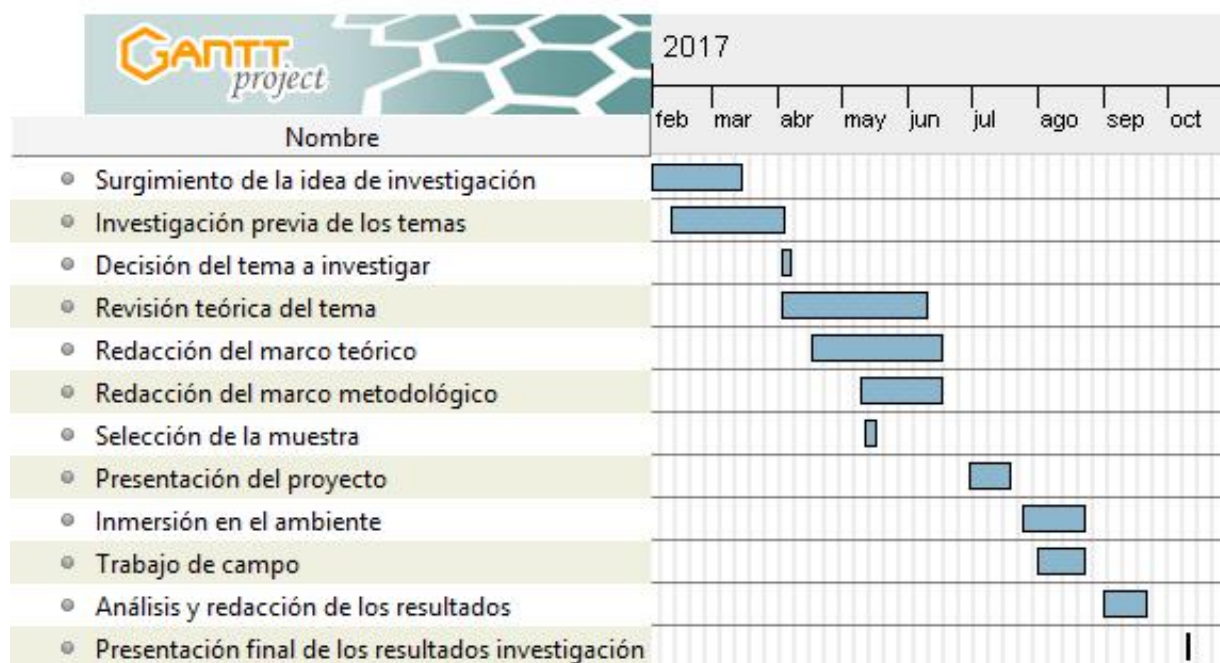 GANTT
project
2017
feb mar abr may jun jul ago sep oct
Nombre
Surgimiento de la idea de investigación
Investigación previa de los temas
Decisión del tema a investigar
Revisión teórica del tema
Redacción del marco teórico
Redacción del marco metodológico
Selección de la muestra
Presentación del proyecto
Inmersión en el ambiente
Trabajo de campo
Análisis y redacción de los resultados
Presentación final de los resultados investigación